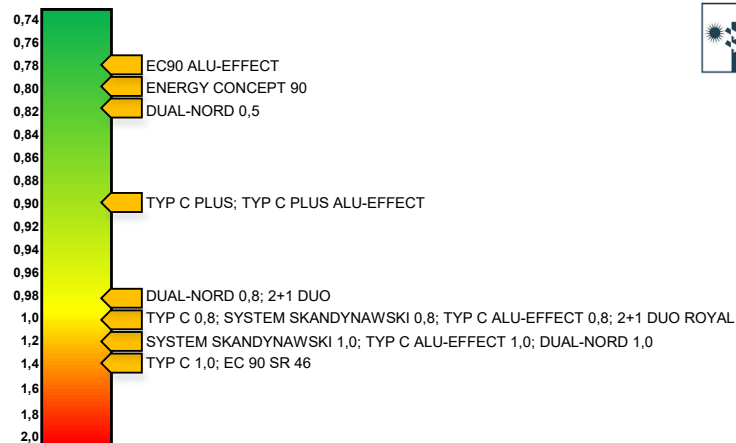 0,74
0,76
0,78
EC90 ALU-EFFECT
0,80
ENERGY CONCEPT 90
0,82
DUAL-NORD 0,5
0,84
0,86
0,88
0,90
TYP C PLUS; TYP C PLUS ALU-EFFECT
0,92
0,94
0,96
0,98
DUAL-NORD 0,8; 2+1 DUO
1,0
TYP C 0,8; SYSTEM SKANDYNAWSKI 0,8; TYP C ALU-EFFECT 0,8; 2+1 DUO ROYAL
1,2
SYSTEM SKANDYNAWSKI 1,0; TYP C ALU-EFFECT 1,0; DUAL-NORD 1,0
1,4
TYP C 1,0; EC 90 SR 46
1,6
1,8
2,0